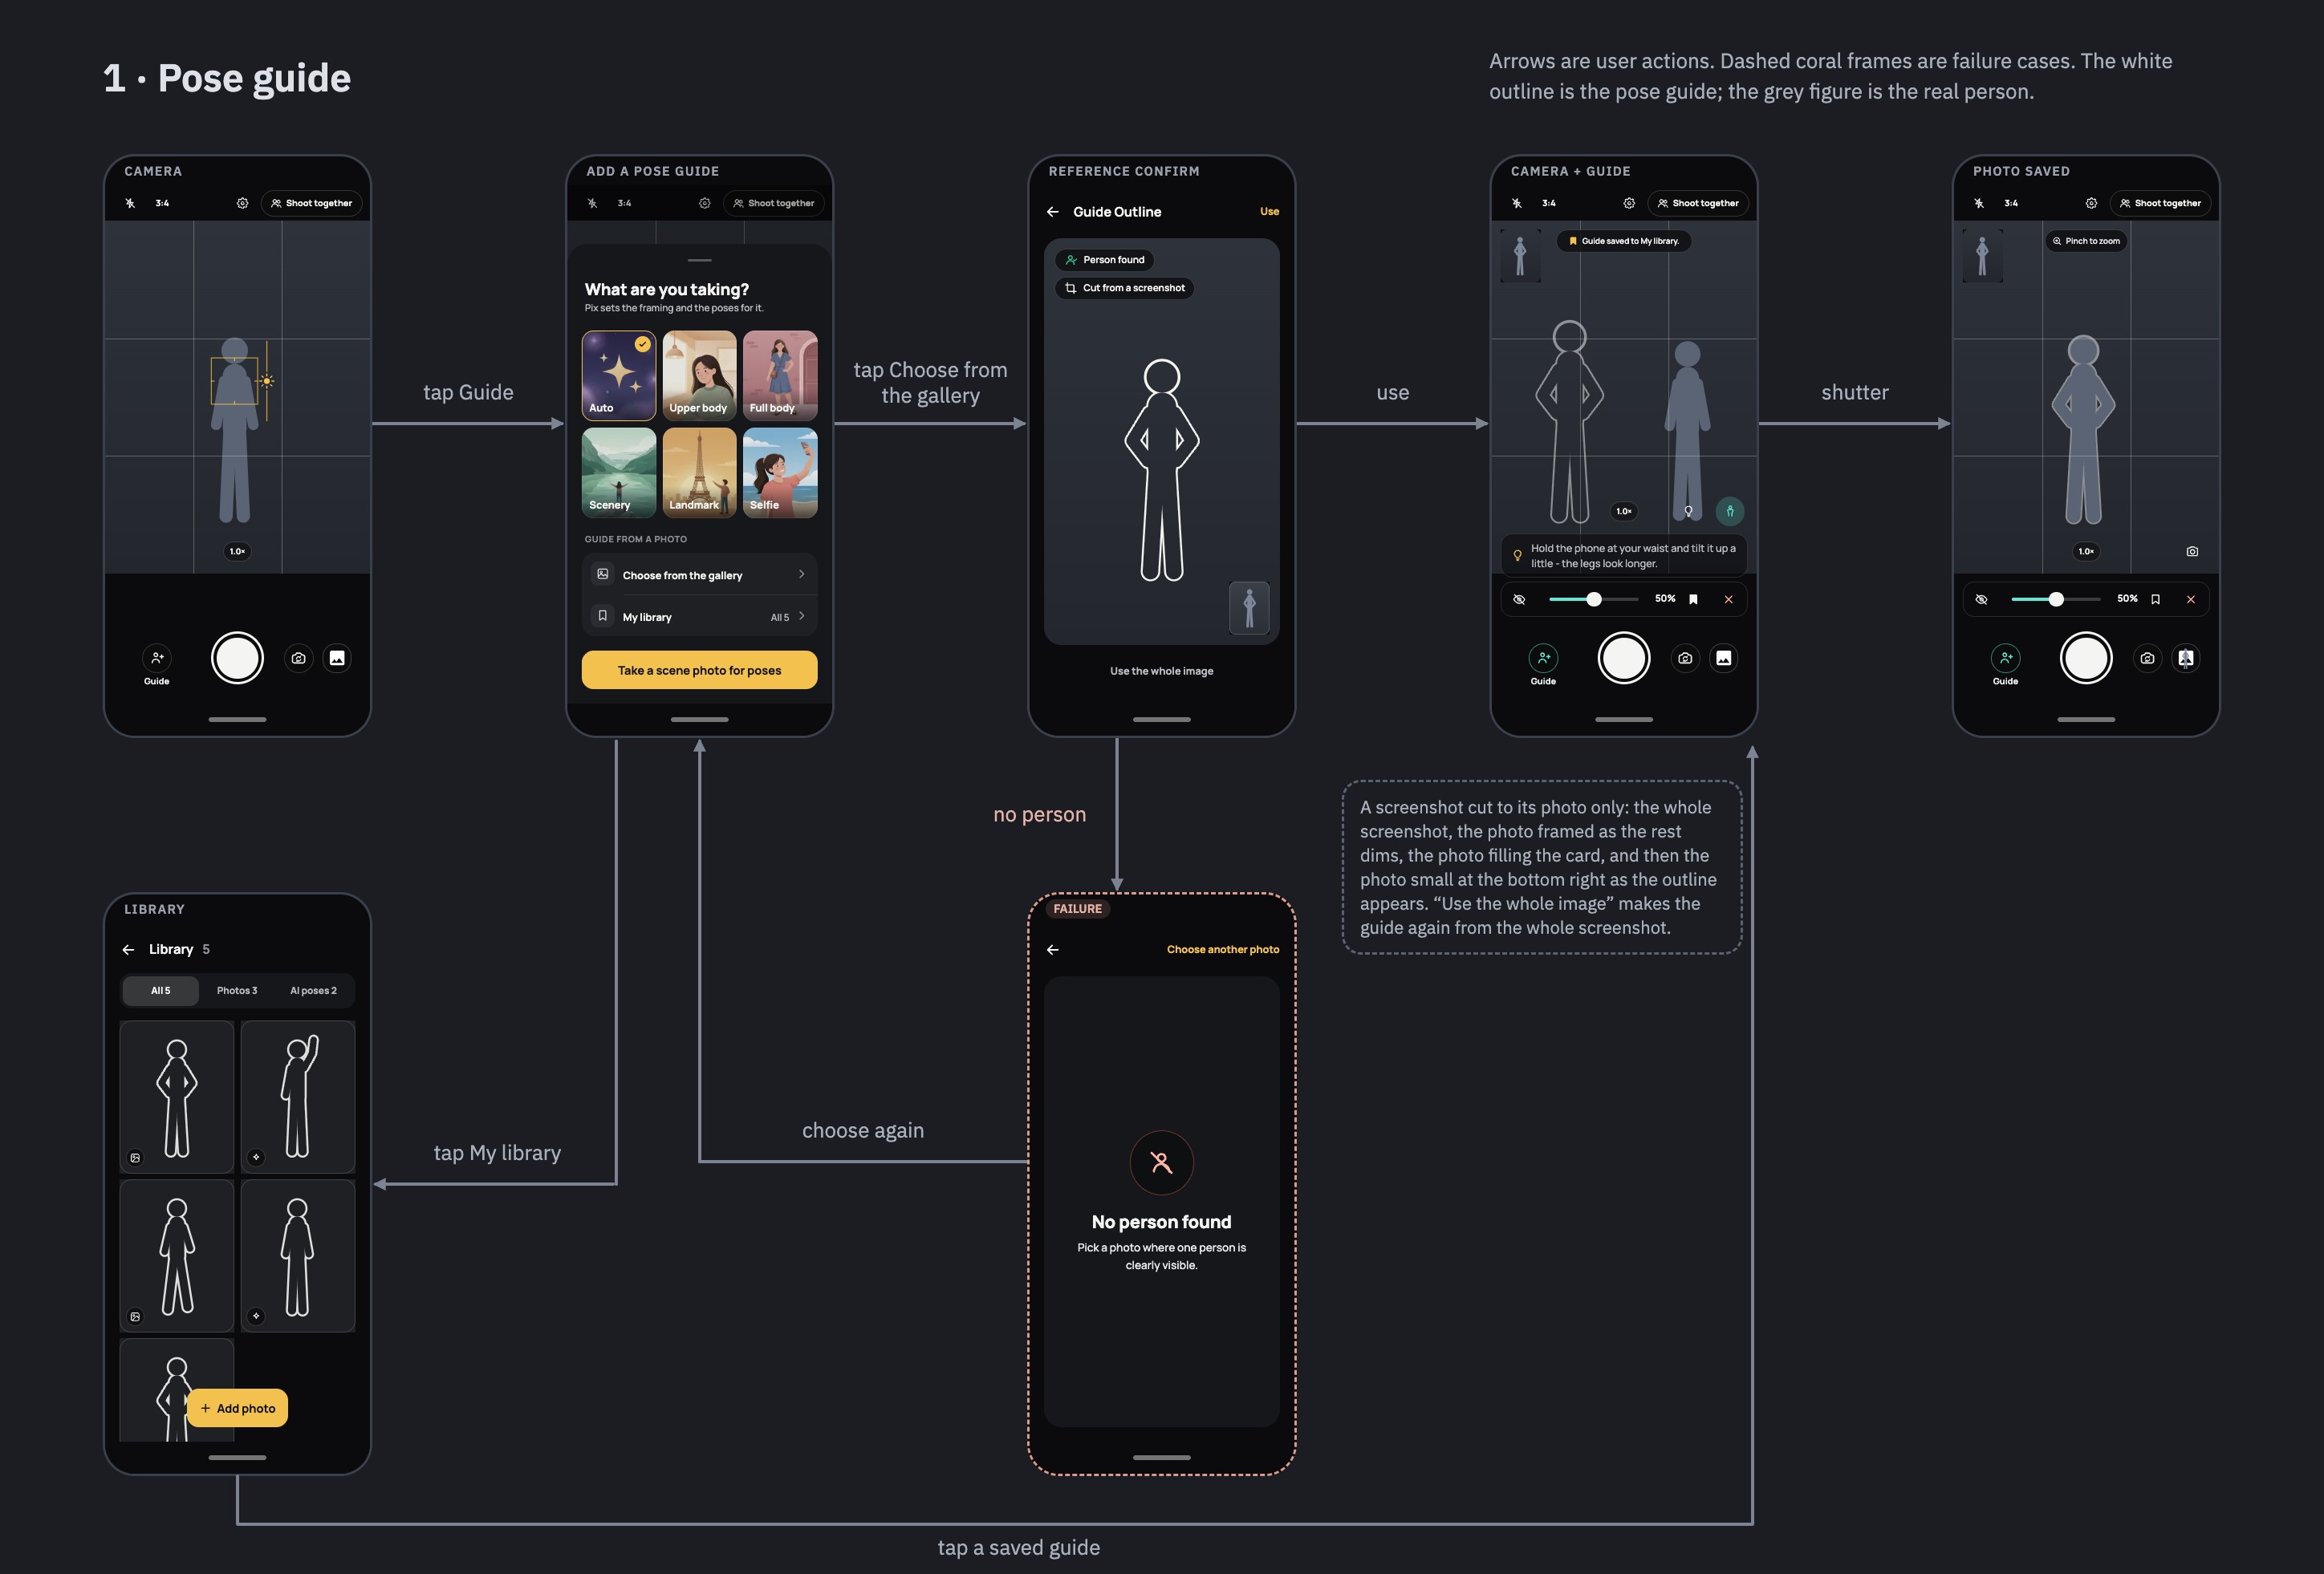 1 · Pose guide
Arrows are user actions. Dashed coral frames are failure cases. The white
outline is the pose guide; the grey figure is the real person.
CAMERA
3:4
Shoot together
1.0×
Guide
tap Guide
ADD A POSE GUIDE
3:4
Shoot together
What are you taking?
Pix sets the framing and the poses for it.
Auto
Upper body
Full body
Scenery
Landmark
Selfie
GUIDE FROM A PHOTO
Choose from the gallery
My library
All 5
Take a scene photo for poses
tap Choose from
the gallery
REFERENCE CONFIRM
Guide Outline
Use
Person found
Cut from a screenshot
Use the whole image
use
CAMERA + GUIDE
3:4
Shoot together
Guide saved to My library.
1.0×
Hold the phone at your waist and tilt it up a
little - the legs look longer.
50%
Guide
shutter
PHOTO SAVED
3:4
Shoot together
Pinch to zoom
1.0×
50%
Guide
no person
A screenshot cut to its photo only: the whole
screenshot, the photo framed as the rest
dims, the photo filling the card, and then the
photo small at the bottom right as the outline
appears. “Use the whole image” makes the
guide again from the whole screenshot.
LIBRARY
Library 5
All 5
Photos 3
AI poses 2
Add photo
tap My library
choose again
FAILURE
Choose another photo
No person found
Pick a photo where one person is
clearly visible.
tap a saved guide